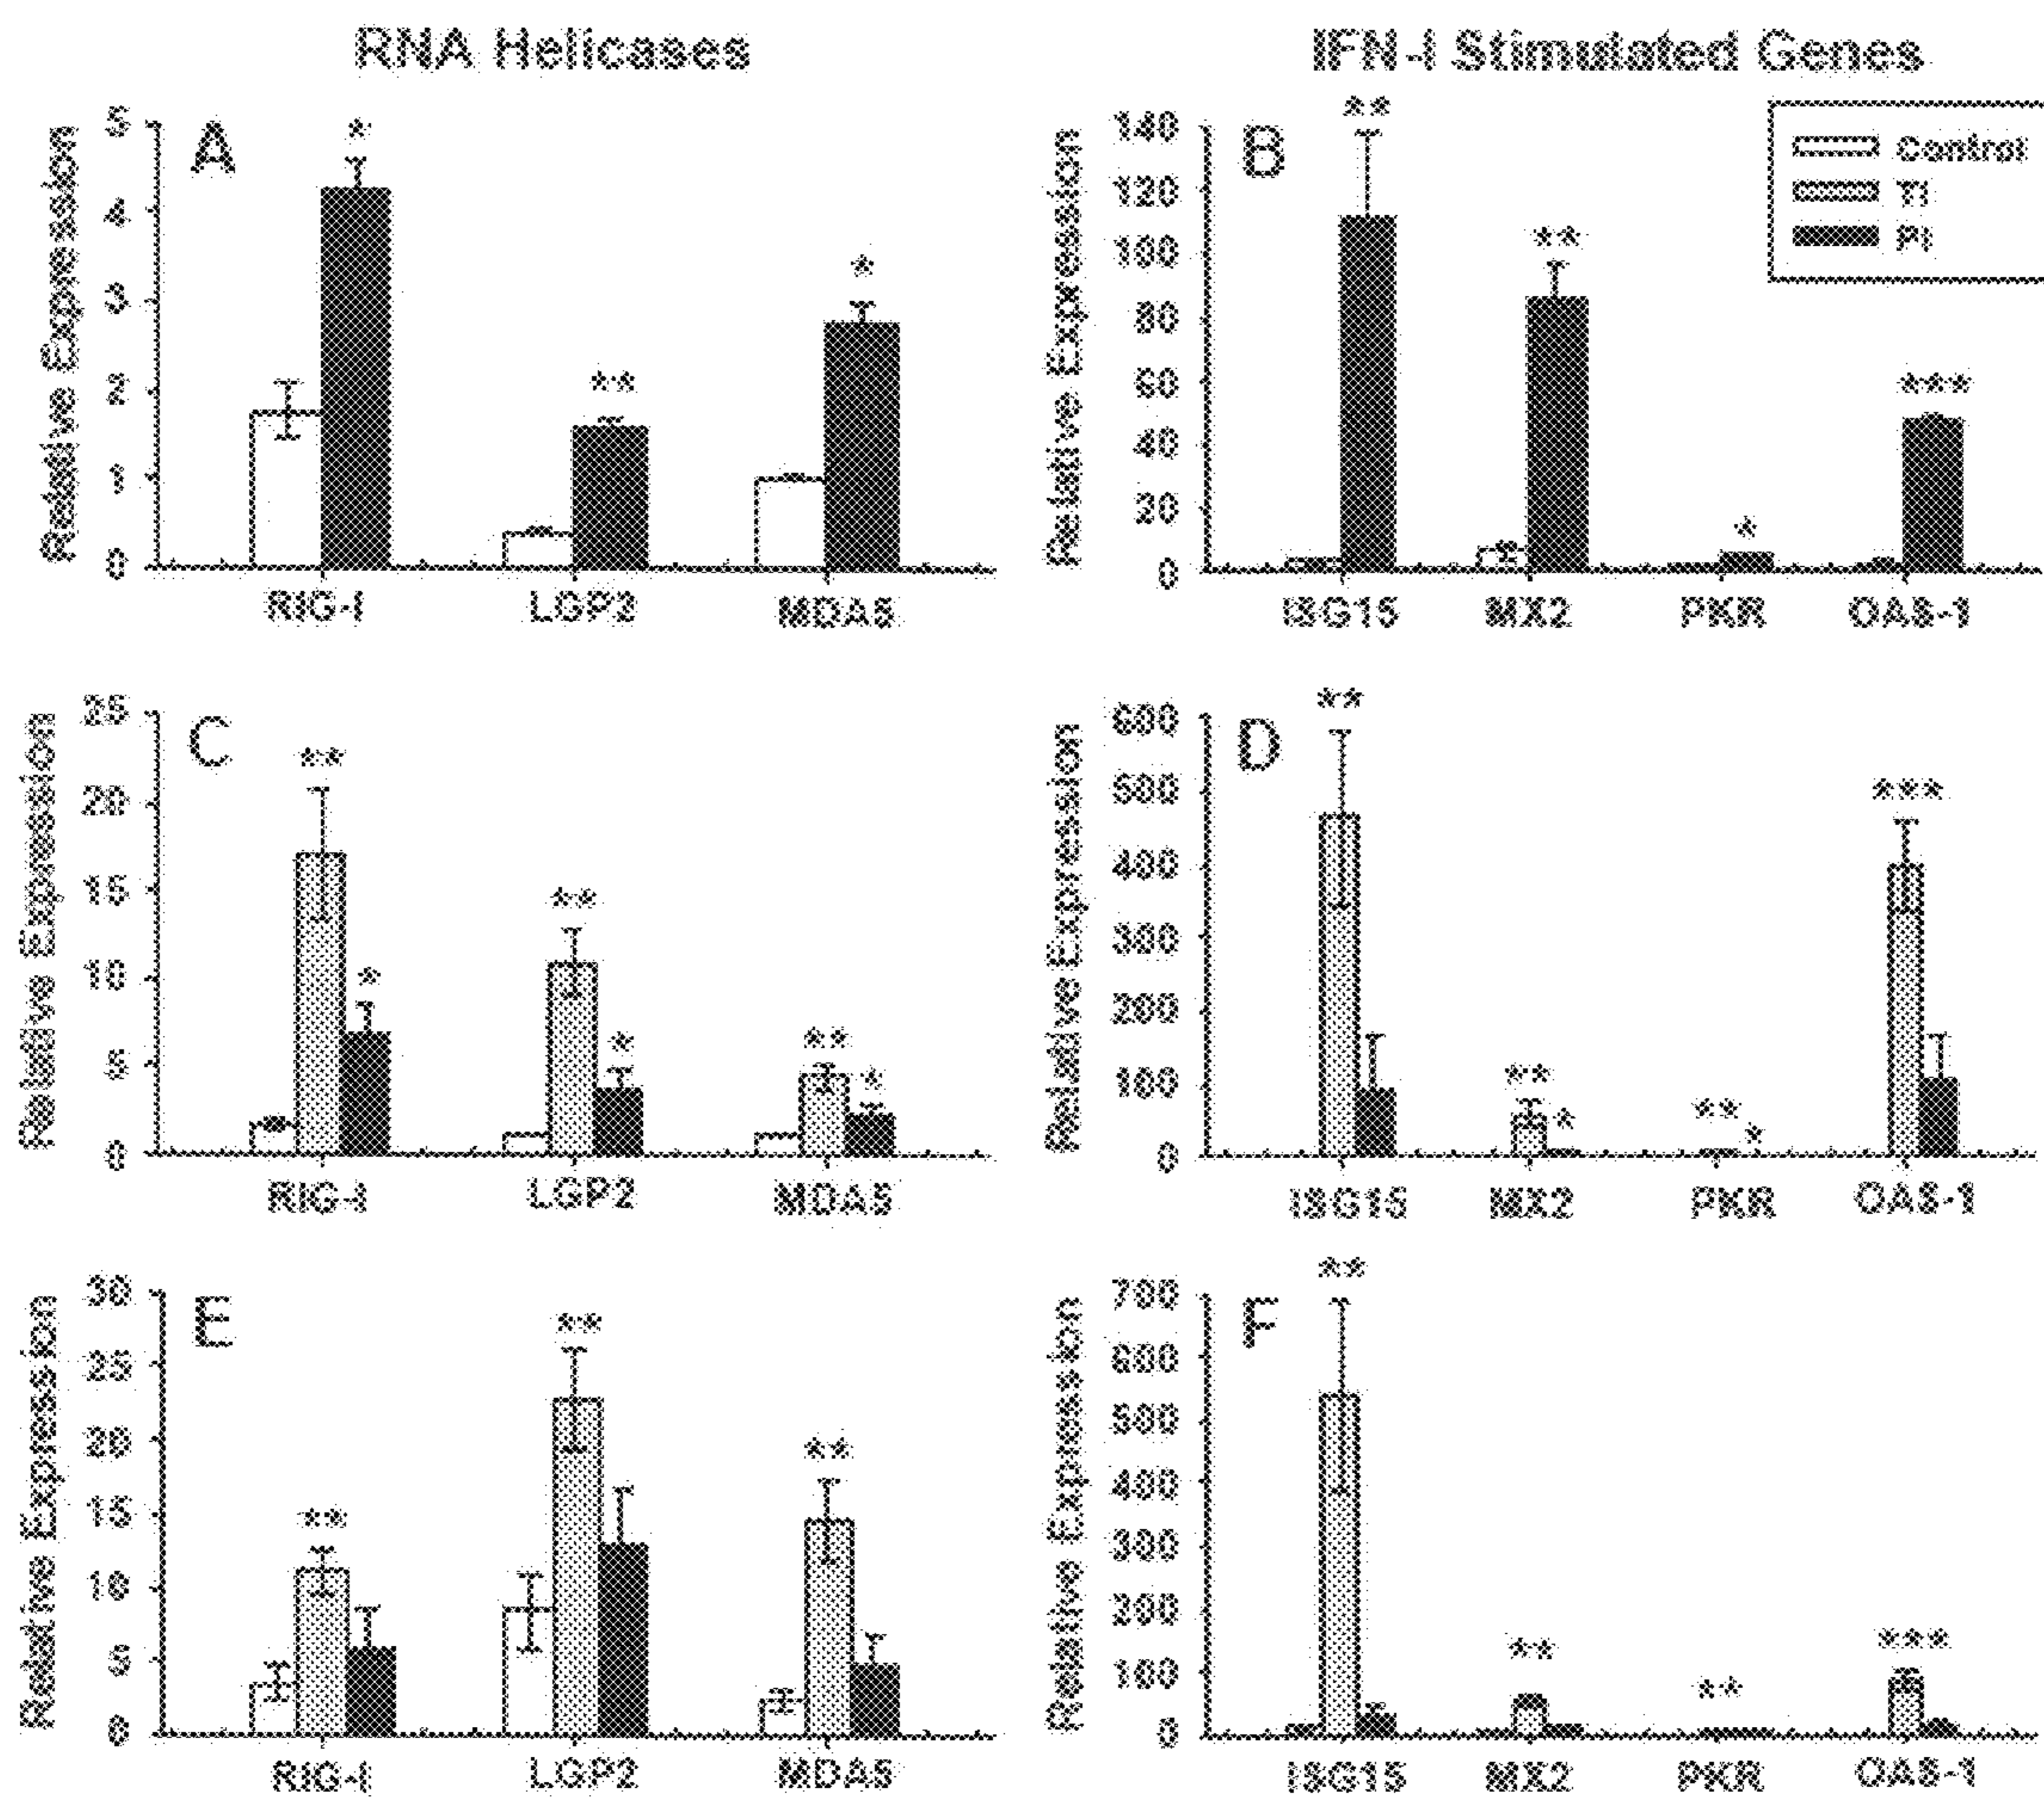 RNA Helicases
IFN-I Stimulated Genes
A
Relative Expression
5
4
3
2
1
0
*
**
*
RIG-I
LGP2
MDA5
B
Relative Expression
140
120
100
80
60
40
20
0
**
**
*
***
ISG15
MX2
PKR
OAS-1
Control
TI
PI
C
Relative Expression
25
20
15
10
5
0
**
*
**
*
**
*
RIG-I
LGP2
MDA5
D
Relative Expression
600
500
400
300
200
100
0
**
**
*
**
*
***
ISG15
MX2
PKR
OAS-1
E
Relative Expression
30
25
20
15
10
5
0
**
**
**
RIG-I
LGP2
MDA5
F
Relative Expression
700
600
500
400
300
200
100
0
**
**
**
***
ISG15
MX2
PKR
OAS-1